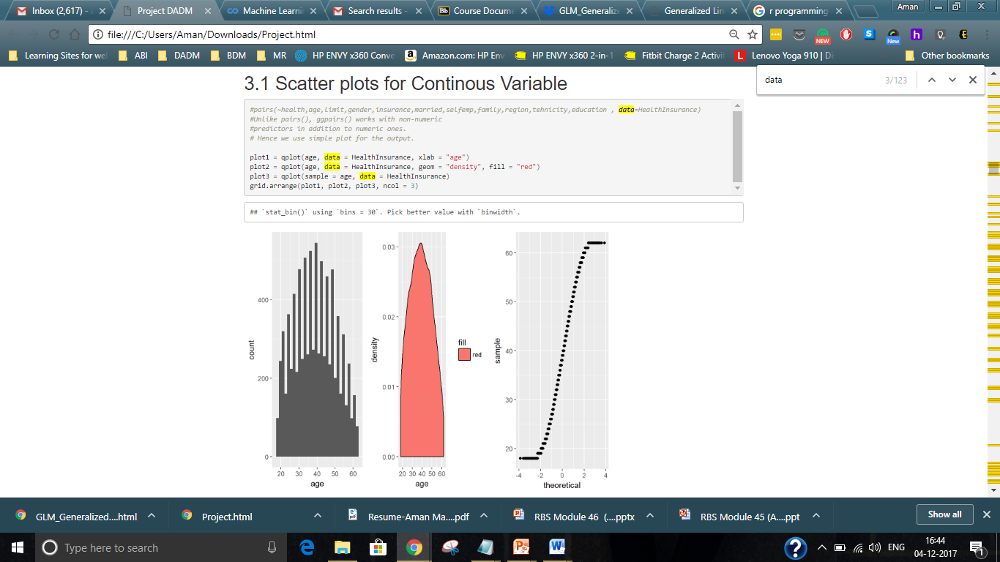 Inbox (2,617) - a
Project DADM
Machine Learni
Search results -
Course Docume
GLM_Generalize
Generalized Lin
r programming
Aman
file:///C:/Users/Aman/Downloads/Project.html
NEW
New
Learning Sites for we
ABI
DADM
BDM
MR
HP ENVY x360 Conve
Amazon.com: HP Env
HP ENVY x360 2-in-1
Fitbit Charge 2 Activi
Lenovo Yoga 910 | Di
Other bookmarks
data
3/123
3.1 Scatter plots for Continous Variable
#pairs(~health,age,limit,gender,insurance,married,selfemp,family,region,tehnicity,education , data=HealthInsurance)
#Unlike pairs(), ggpairs() works with non-numeric
#predictors in addition to numeric ones.
# Hence we use simple plot for the output.
plot1 = qplot(age, data = HealthInsurance, xlab = "age")
plot2 = qplot(age, data = HealthInsurance, geom = "density", fill = "red")
plot3 = qplot(sample = age, data = HealthInsurance)
grid.arrange(plot1, plot2, plot3, ncol = 3)
## `stat_bin()` using `bins = 30`. Pick better value with `binwidth`.
400
200
0
count
20 30 40 50 60
age
0.03
0.02
0.01
0.00
density
20 30 40 50 60
age
fill
red
60
50
40
30
20
sample
-4 -2 0 2 4
theoretical
GLM_Generalized....html
Project.html
Resume-Aman Ma....pdf
RBS Module 46 (....pptx
RBS Module 45 (A....ppt
Show all
Type here to search
ENG
16:44
04-12-2017
1